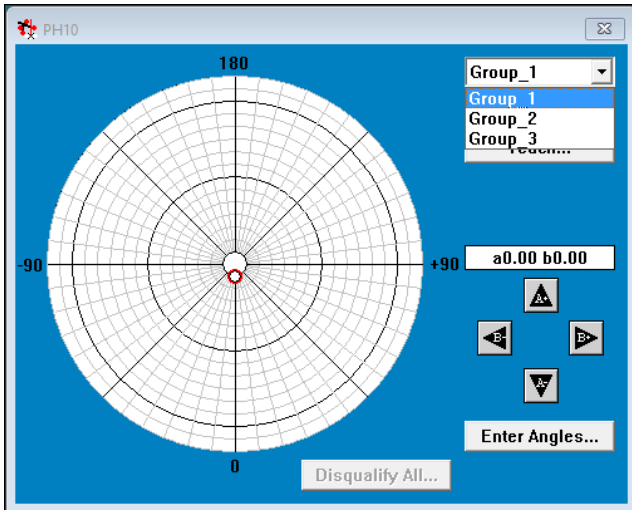 PH10
180
Group_1
Group_1
Group_2
Group_3
-90
+90
a0.00 b0.00
A+
B-
B+
A-
Enter Angles...
0
Disqualify All...